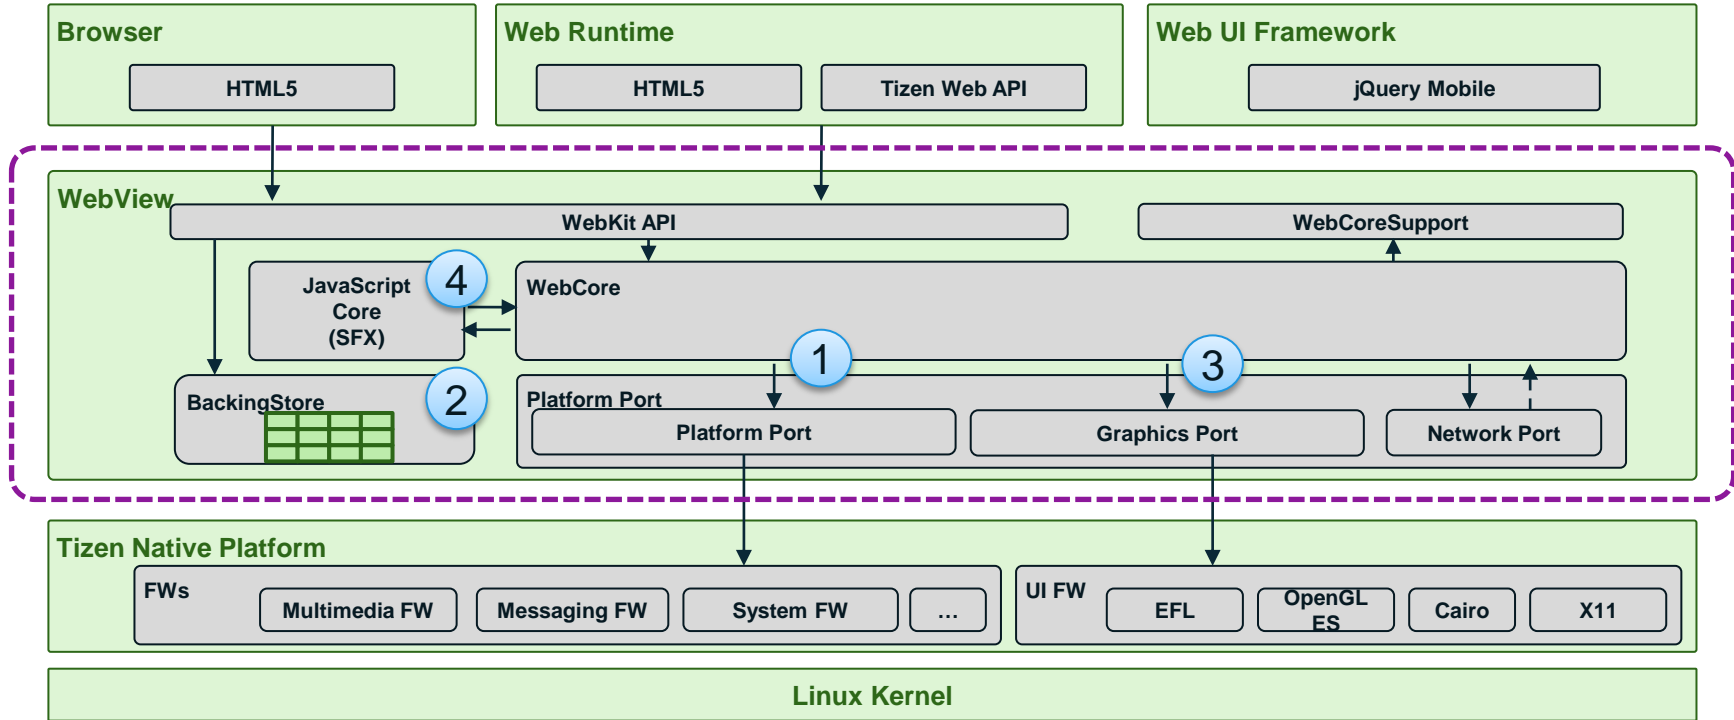 Browser
Web Runtime
Web UI Framework
HTML5
HTML5
Tizen Web API
jQuery Mobile
WebView
WebKit API
WebCoreSupport
JavaScript
Core
(SFX)
4
WebCore
1
3
BackingStore
2
Platform Port
Platform Port
Graphics Port
Network Port
Tizen Native Platform
FWs
Multimedia FW
Messaging FW
System FW
...
UI FW
EFL
OpenGL
ES
Cairo
X11
Linux Kernel